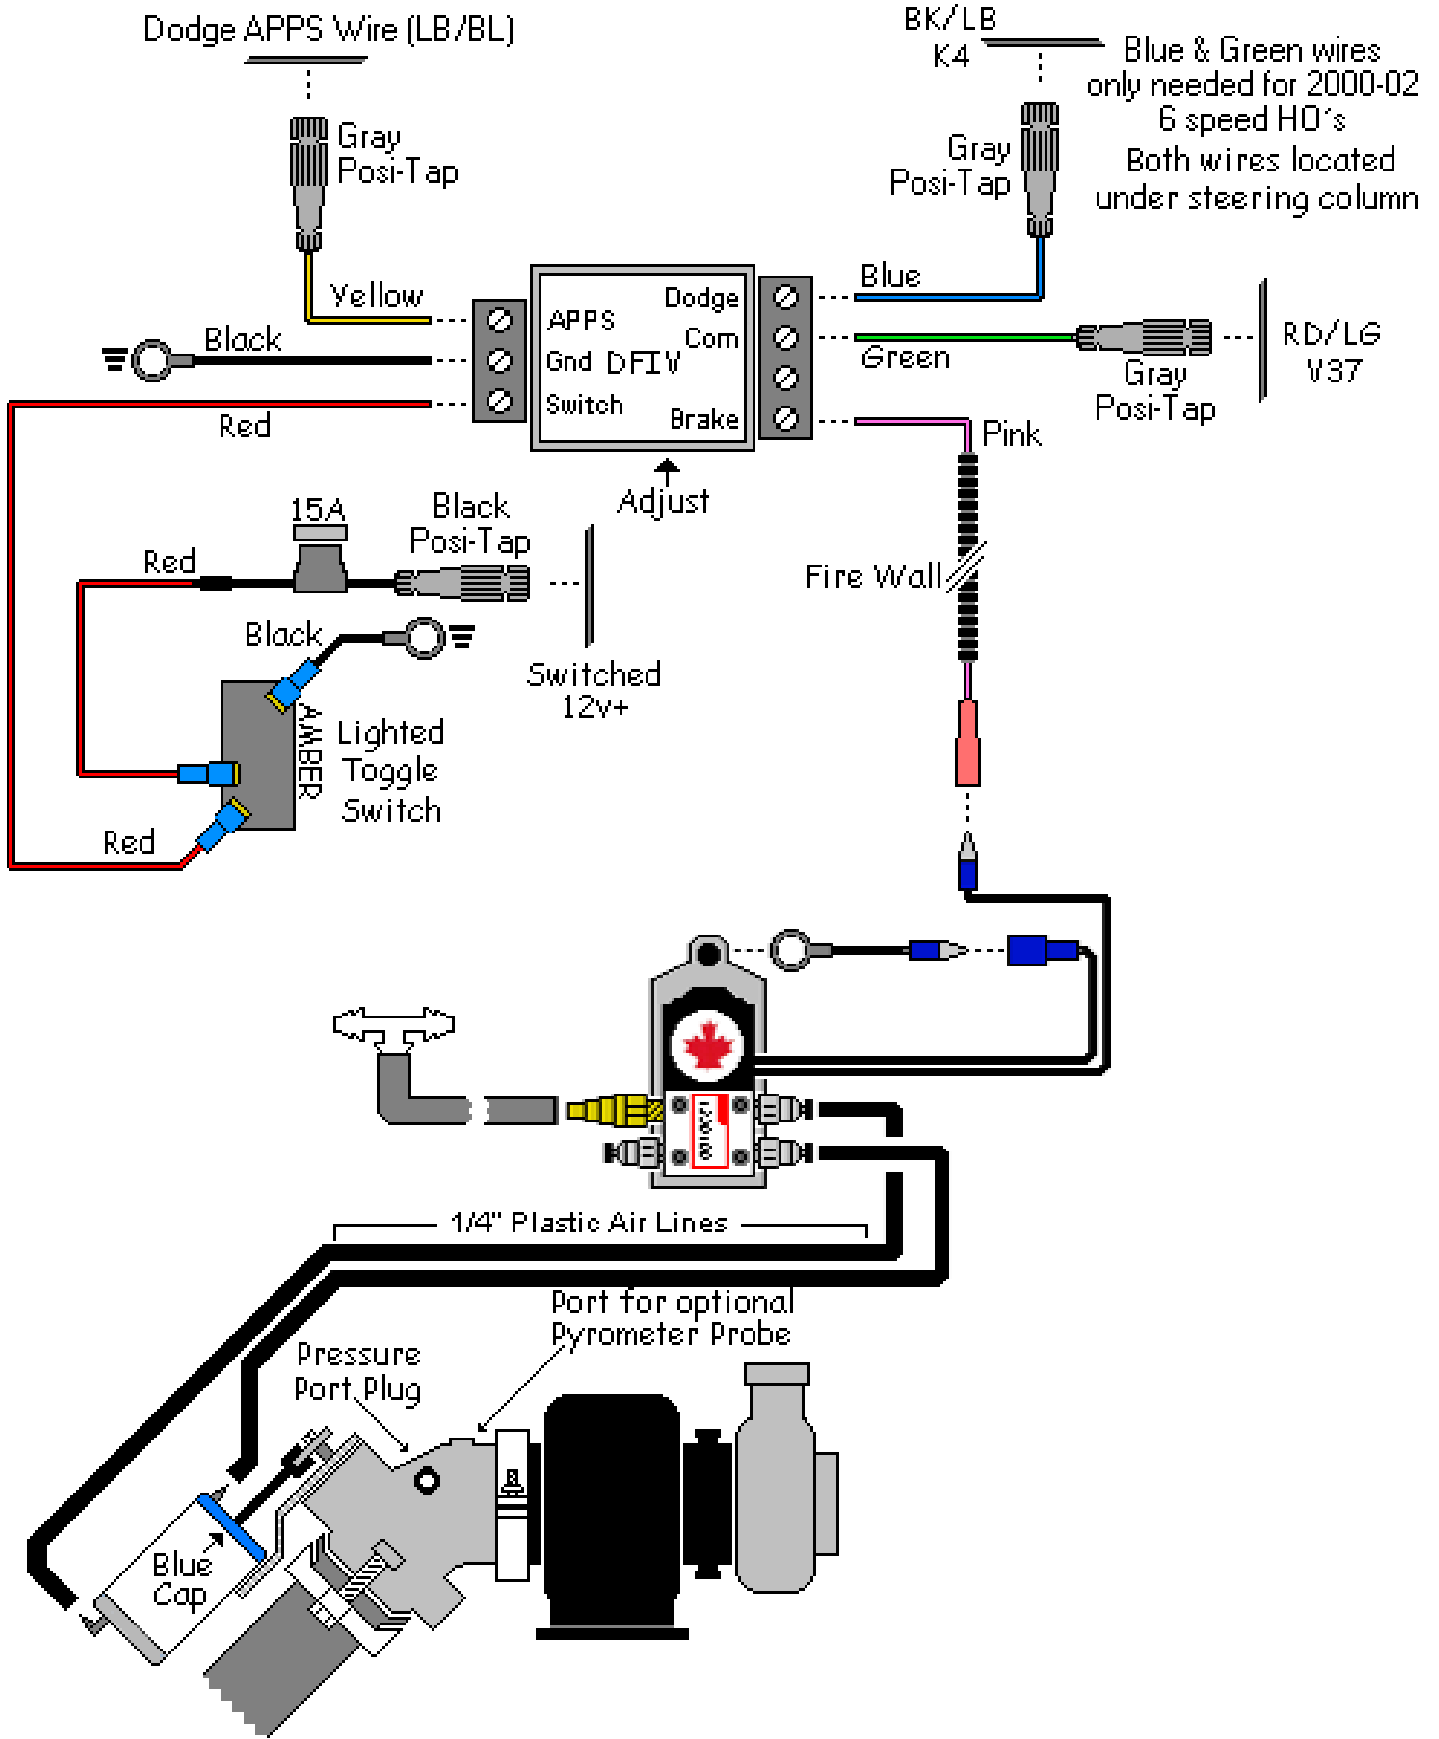 Dodge APPS Wire (LB/BL)
Gray
Posi-Tap
BK/LB
K4
Blue & Green wires
only needed for 2000-02
6 speed HO's
Both wires located
under steering column
Gray
Posi-Tap
Yellow
Black
Red
APPS
Gnd DFIV
Switch
Dodge
Com
Brake
Blue
Green
Gray
Posi-Tap
RD/LG
V37
Pink
Adjust
15A
Black
Posi-Tap
Red
Fire Wall
Black
Switched
12v+
AMBER
Lighted
Toggle
Switch
Red
1/4" Plastic Air Lines
Port for optional
Pyrometer Probe
Pressure
Port Plug
Blue
Cap